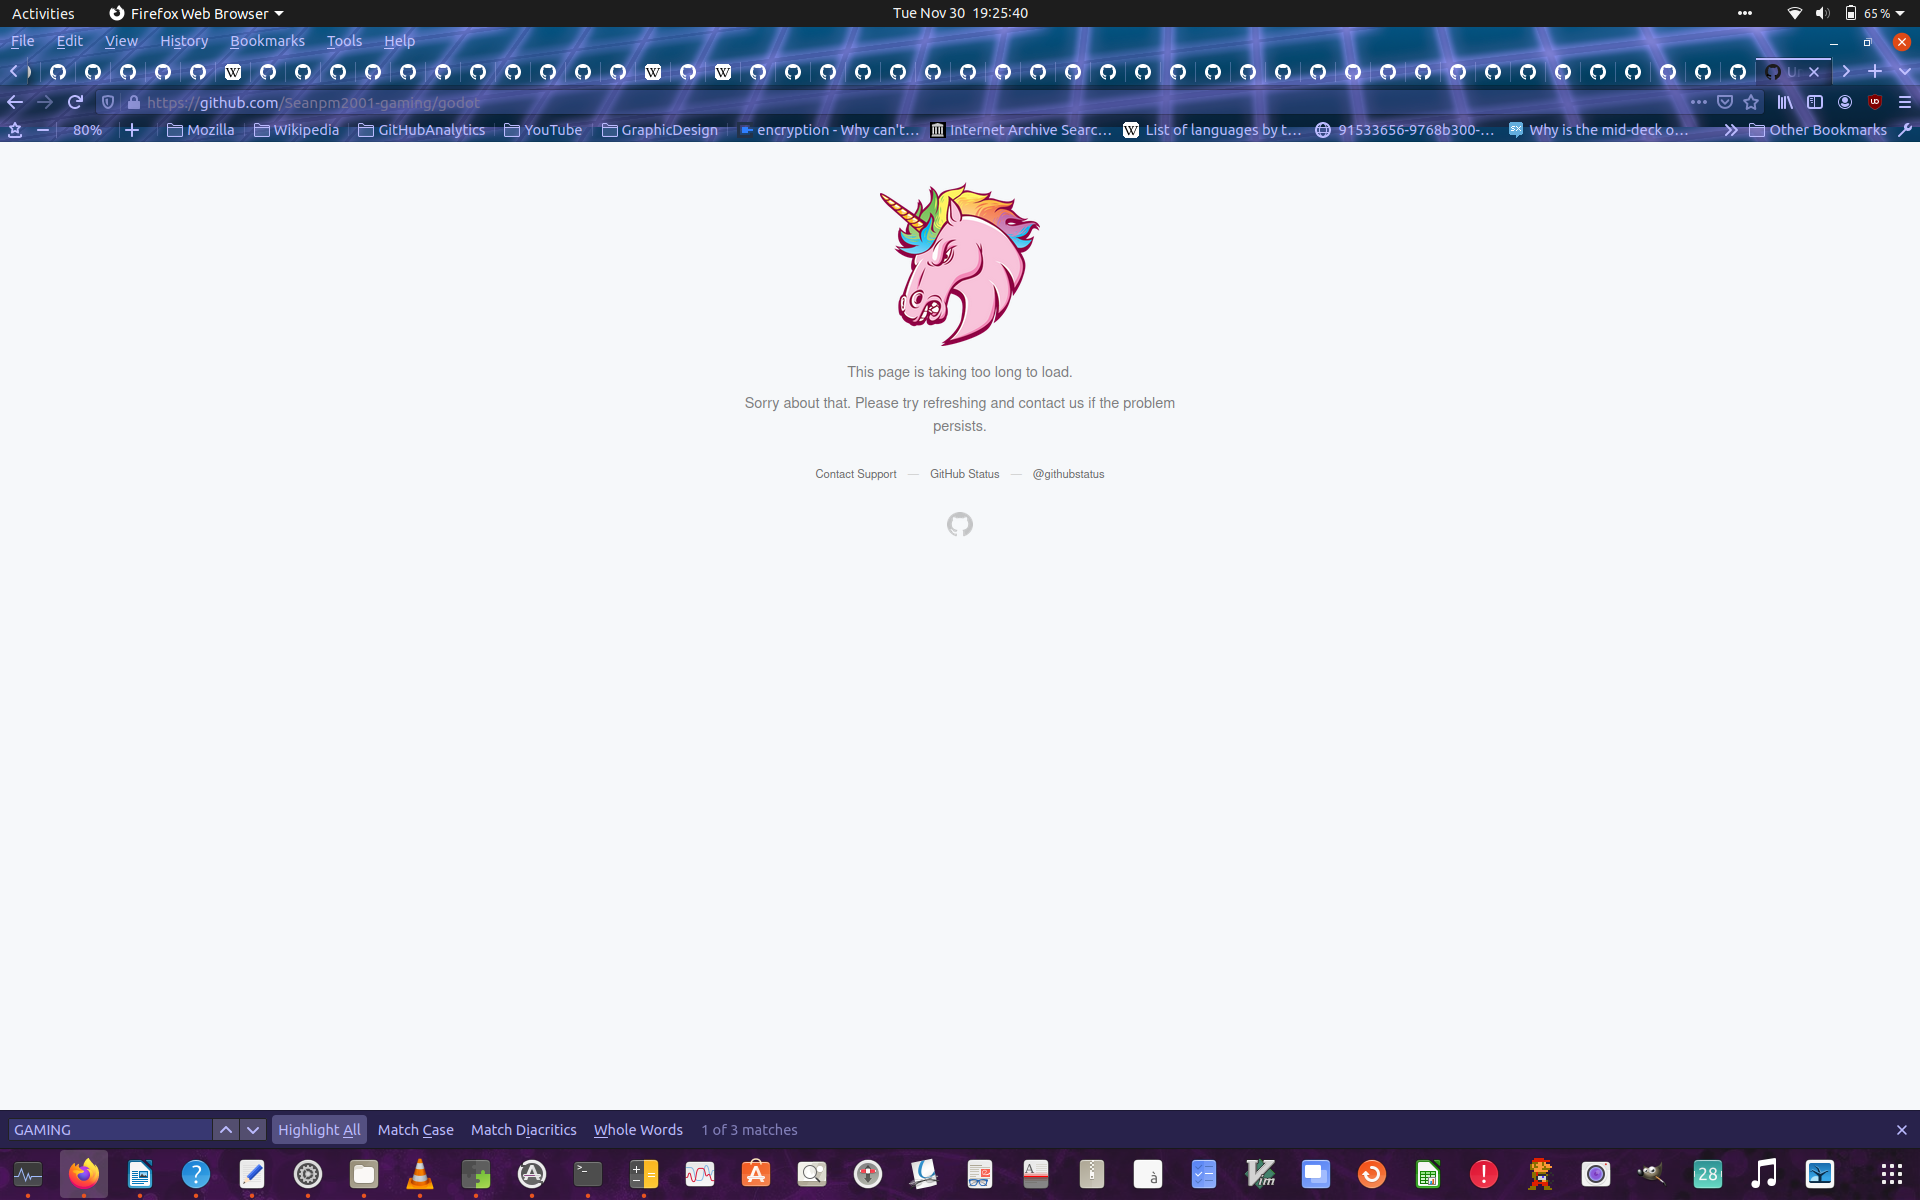 Activities Firefox Web Browser Tue Nov 30 19:25:40 65%
File Edit View History Bookmarks Tools Help
https://github.com/Seanpm2001-gaming/godot
80% Mozilla Wikipedia GitHubAnalytics YouTube GraphicDesign encryption - Why can't... Internet Archive Searc... List of languages by t... 91533656-9768b300-... Why is the mid-deck o... Other Bookmarks
This page is taking too long to load.
Sorry about that. Please try refreshing and contact us if the problem
persists.
Contact Support — GitHub Status — @githubstatus
GAMING Highlight All Match Case Match Diacritics Whole Words 1 of 3 matches
28